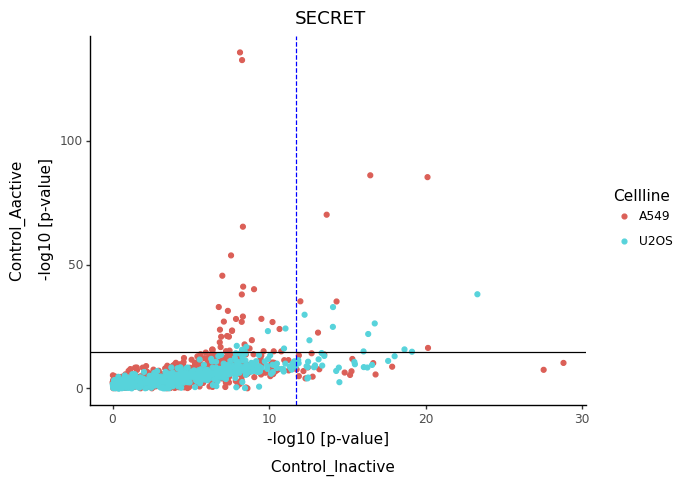 SECRET
Control_Aactive
-log10 [p-value]
100
50
0
0 10 20 30
-log10 [p-value]
Control_Inactive
Cellline
A549
U2OS